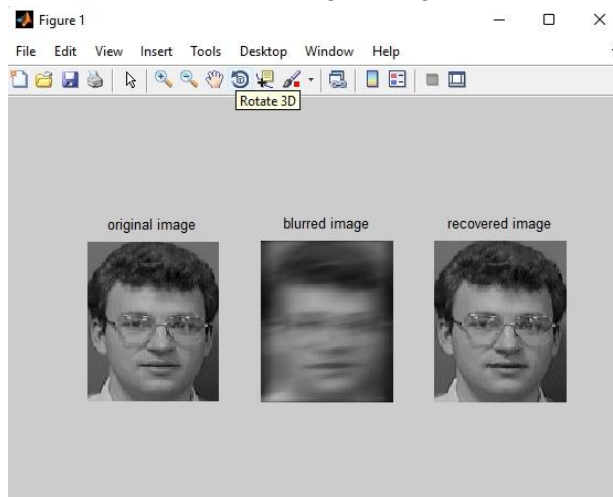 Figure 1
File Edit View Insert Tools Desktop Window Help
Rotate 3D
original image blurred image recovered image